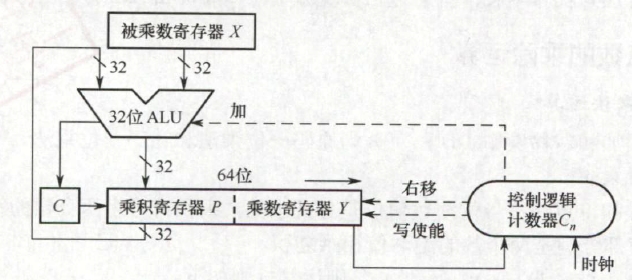 被乘数寄存器 X
32
32
32位 ALU
加
32
64位
C
乘积寄存器 P
乘数寄存器 Y
右移
写使能
控制逻辑
计数器Cn
32
时钟